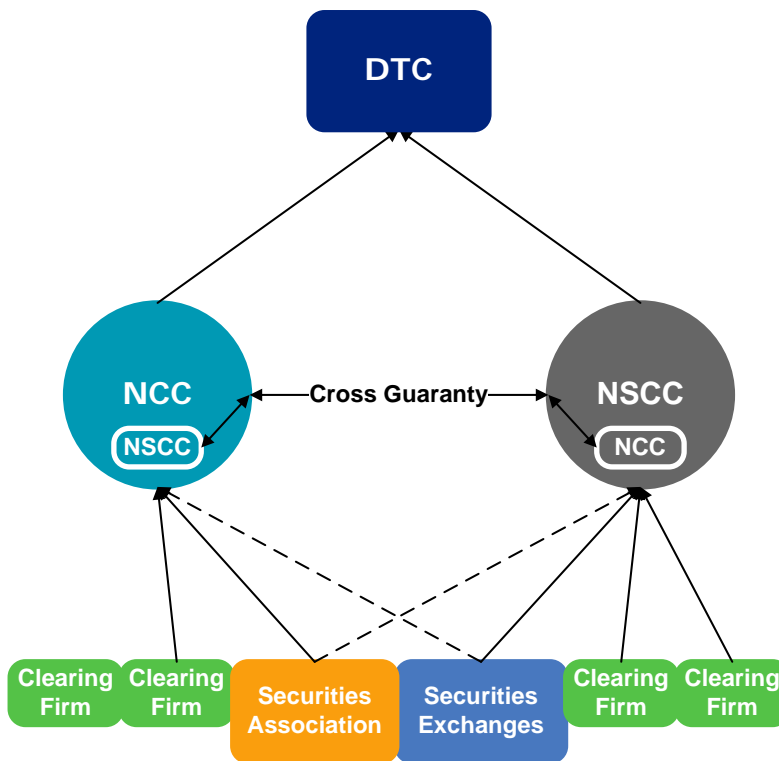 DTC
NCC
NSCC
Cross Guaranty
NSCC
NCC
Clearing
Firm
Clearing
Firm
Securities
Association
Securities
Exchanges
Clearing
Firm
Clearing
Firm